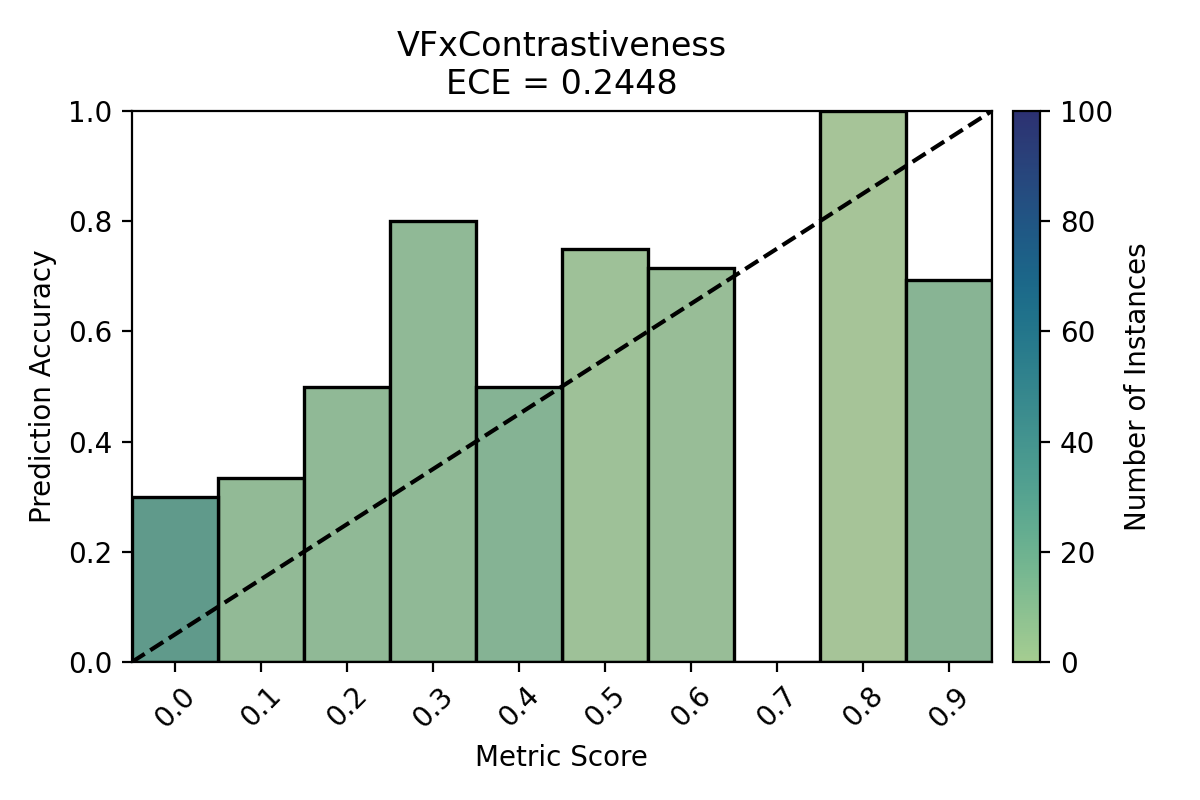 VFxContrastiveness
ECE = 0.2448
Prediction Accuracy
1.0
0.8
0.6
0.4
0.2
0.0
0.0 0.1 0.2 0.3 0.4 0.5 0.6 0.7 0.8 0.9
Metric Score
100
80
60
40
20
0
Number of Instances